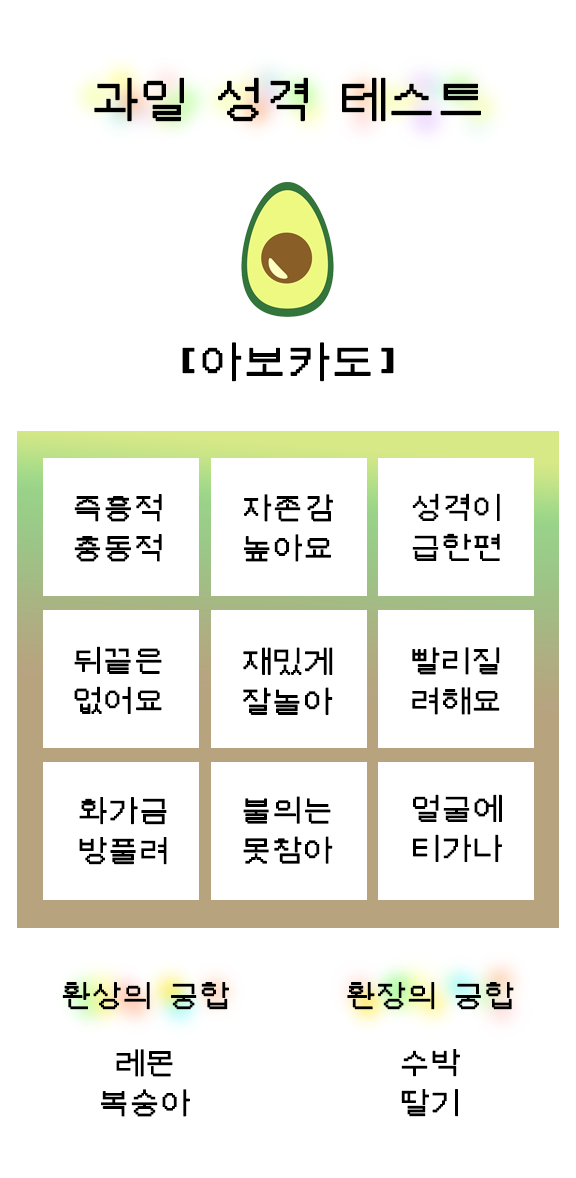 과일 성격 테스트
[아보카도]
즉흥적
충동적
자존감
높아요
성격이
급한편
뒤끝은
없어요
재밌게
잘놀아
빨리질
려해요
화가금
방풀려
불의는
못참아
얼굴에
티가나
환상의 궁합
환장의 궁합
레몬
복숭아
수박
딸기